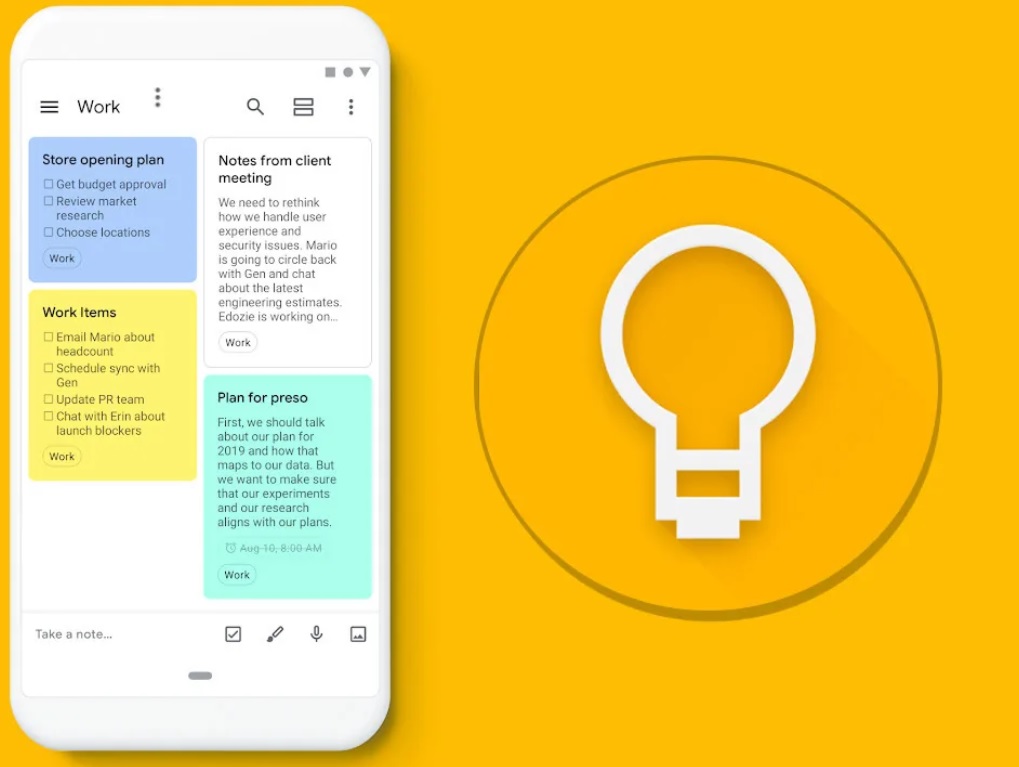 Work
Store opening plan
Get budget approval
Review market
research
Choose locations
Work
Work Items
Email Mario about
headcount
Schedule sync with
Gen
Update PR team
Chat with Erin about
launch blockers
Work
Notes from client
meeting
We need to rethink
how we handle user
experience and
security issues. Mario
is going to circle back
with Gen and chat
about the latest
engineering estimates.
Edozie is working on...
Work
Plan for preso
First, we should talk
about our plan for
2019 and how that
maps to our data. But
we want to make sure
that our experiments
and our research
aligns with our plans.
Aug 10, 8:00 AM
Work
Take a note...